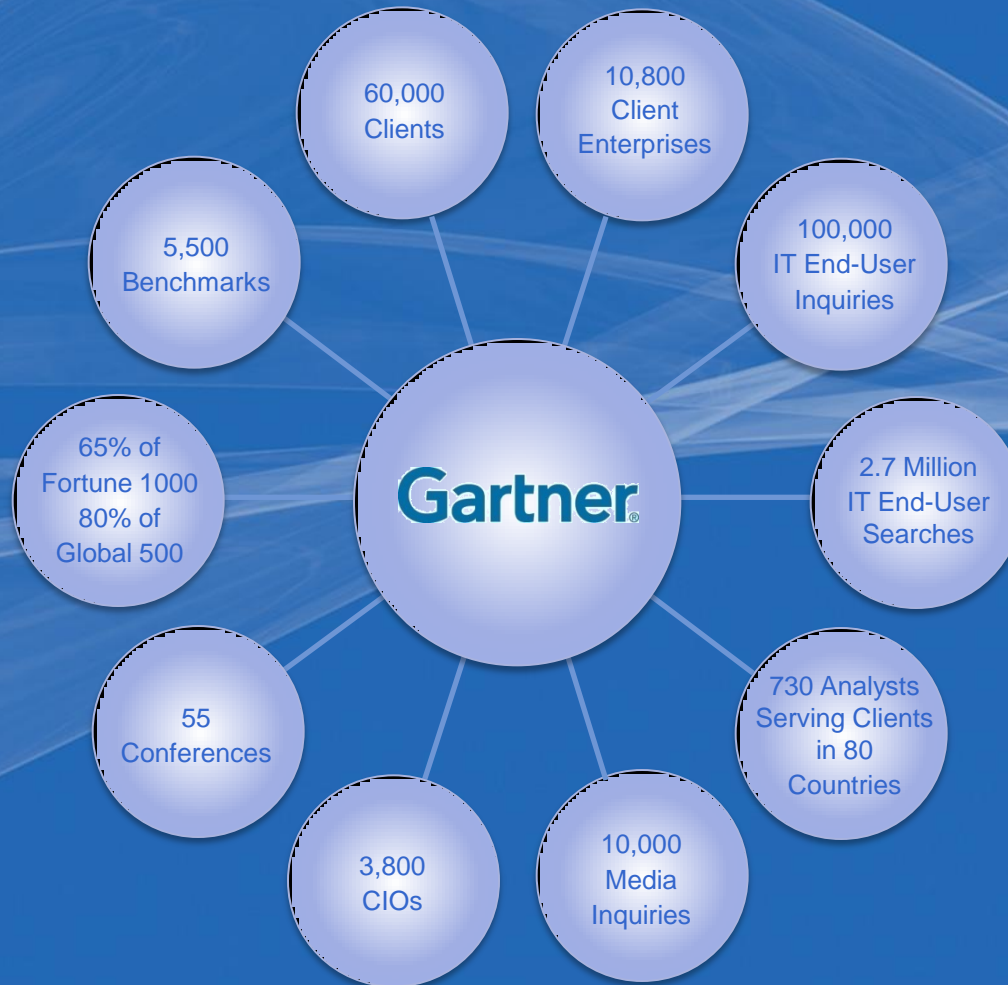 60,000
Clients
10,800
Client
Enterprises
5,500
Benchmarks
100,000
IT End-User
Inquiries
65% of
Fortune 1000
80% of
Global 500
Gartner®
2.7 Million
IT End-User
Searches
55
Conferences
730 Analysts
Serving Clients
in 80
Countries
3,800
CIOs
10,000
Media
Inquiries